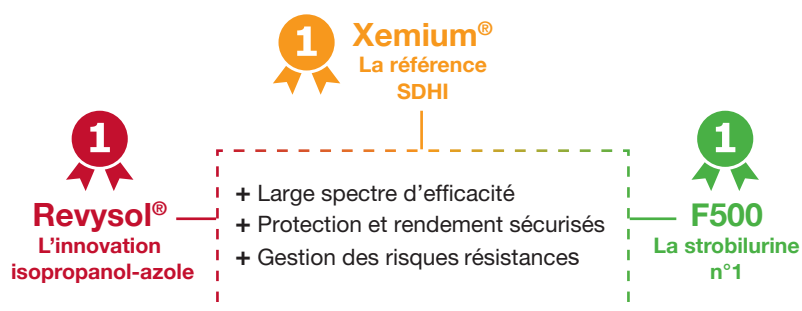 1
Xemium®
La référence
SDHI
1
Revysol®
L'innovation
isopropanol-azole
+ Large spectre d'efficacité
+ Protection et rendement sécurisés
+ Gestion des risques résistances
1
F500
La strobilurine
n°1